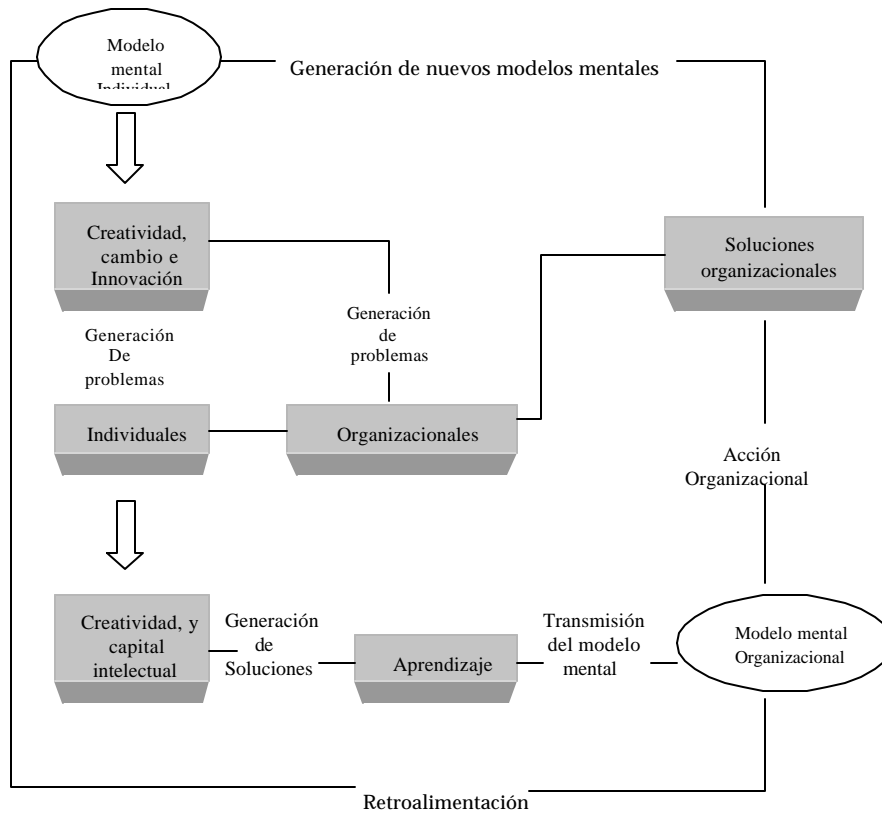 Modelo
mental
Individual
Generación de nuevos modelos mentales
Creatividad,
cambio e
Innovación
Soluciones
organizacionales
Generación
De
problemas
Generación
de
problemas
Individuales
Organizacionales
Acción
Organizacional
Creatividad, y
capital
intelectual
Generación
de
Soluciones
Aprendizaje
Transmisión
del modelo
mental
Modelo mental
Organizacional
Retroalimentación